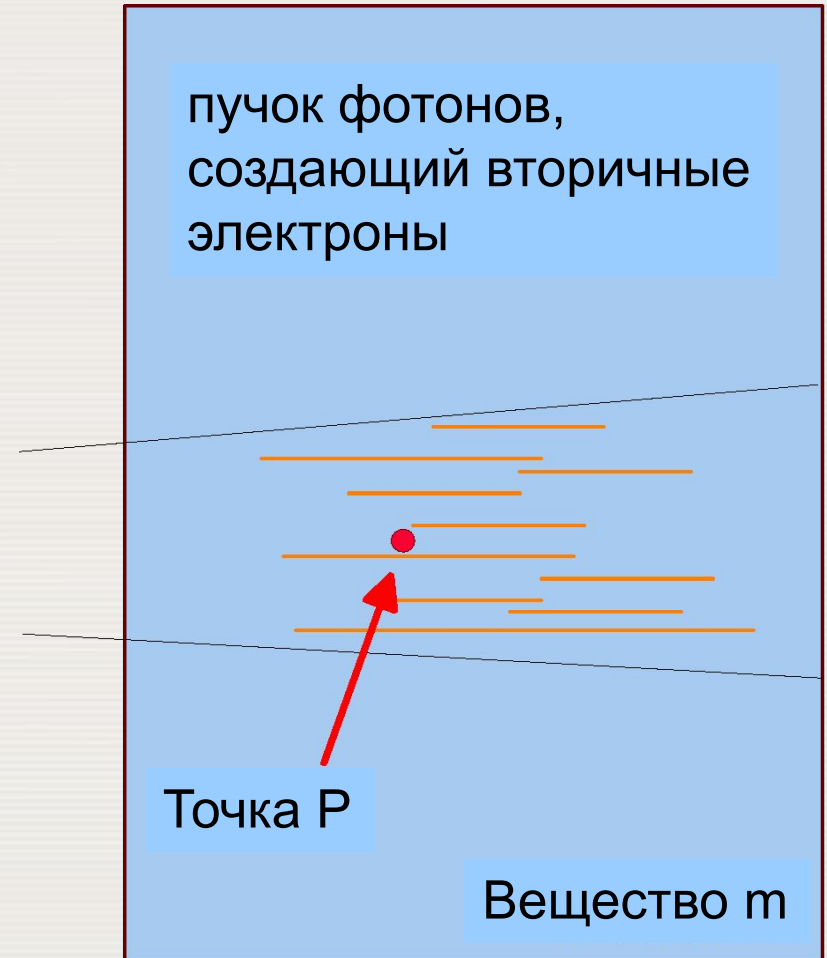 пучок фотонов,
создающий вторичные
электроны
Точка P
Вещество m